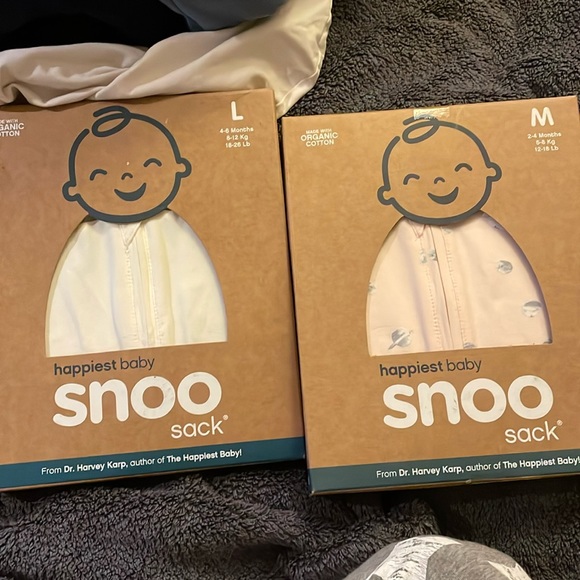 MADE WITH
ORGANIC
COTTON
L
4-6 Months
8-12 Kg
18-26 Lb
happiest baby
snoo
sack®
From Dr. Harvey Karp, author of The Happiest Baby!
MADE WITH
ORGANIC
COTTON
M
2-4 Months
5-8 Kg
12-18 Lb
happiest baby
snoo
sack®
From Dr. Harvey Karp, author of The Happiest Baby!